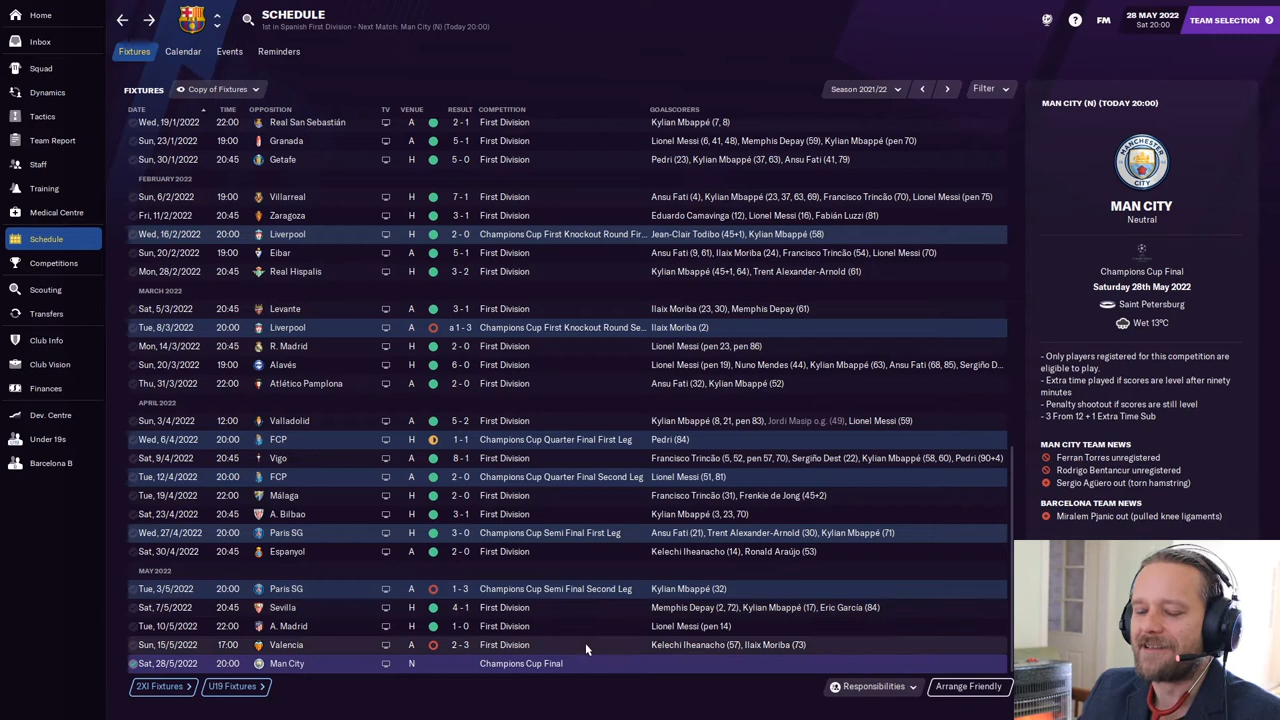 Home
Inbox
Squad
Dynamics
Tactics
Team Report
Staff
Training
Medical Centre
Schedule
Competitions
Scouting
Transfers
Club Info
Club Vision
Finances
Dev. Centre
Under 19s
Barcelona B
SCHEDULE
1st in Spanish First Division - Next Match: Man City (N) (Today 20:00)
? FM 28 MAY 2022
Sat 20:00
TEAM SELECTION
Fixtures Calendar Events Reminders
FIXTURES Copy of Fixtures Season 2021/22 Filter
DATE TIME OPPOSITION TV VENUE RESULT COMPETITION GOALSCORERS
Wed, 19/1/2022 22:00 Real San Sebastián A 2 - 1 First Division Kylian Mbappé (7, 8)
Sun, 23/1/2022 19:00 Granada A 5 - 1 First Division Lionel Messi (6, 41, 48), Memphis Depay (59), Kylian Mbappé (pen 70)
Sun, 30/1/2022 20:45 Getafe H 5 - 0 First Division Pedri (23), Kylian Mbappé (37, 63), Ansu Fati (41, 79)
FEBRUARY 2022
Sun, 6/2/2022 19:00 Villarreal H 7 - 1 First Division Ansu Fati (4), Kylian Mbappé (23, 37, 63, 69), Francisco Trincão (70), Lionel Messi (pen 75)
Fri, 11/2/2022 20:45 Zaragoza H 3 - 1 First Division Eduardo Camavinga (12), Lionel Messi (16), Fabián Luzzi (81)
Wed, 16/2/2022 20:00 Liverpool H 2 - 0 Champions Cup First Knockout Round Fir... Jean-Clair Todibo (45+1), Kylian Mbappé (58)
Sun, 20/2/2022 19:00 Eibar A 5 - 1 First Division Ansu Fati (9, 61), Ilaix Moriba (24), Francisco Trincão (54), Lionel Messi (70)
Mon, 28/2/2022 20:45 Real Hispalis H 3 - 2 First Division Kylian Mbappé (45+1, 64), Trent Alexander-Arnold (61)
MARCH 2022
Sat, 5/3/2022 20:45 Levante A 3 - 1 First Division Ilaix Moriba (23, 30), Memphis Depay (61)
Tue, 8/3/2022 20:00 Liverpool A a 1 - 3 Champions Cup First Knockout Round Se... Ilaix Moriba (2)
Mon, 14/3/2022 20:45 R. Madrid H 2 - 0 First Division Lionel Messi (pen 23, pen 86)
Sun, 20/3/2022 19:00 Alavés H 6 - 0 First Division Lionel Messi (pen 19), Nuno Mendes (44), Kylian Mbappé (63), Ansu Fati (68, 85), Sergiño D...
Thu, 31/3/2022 22:00 Atlético Pamplona A 2 - 0 First Division Ansu Fati (32), Kylian Mbappé (52)
APRIL 2022
Sun, 3/4/2022 12:00 Valladolid A 5 - 2 First Division Kylian Mbappé (8, 21, pen 83), Jordi Masip o.g. (49), Lionel Messi (59)
Wed, 6/4/2022 20:00 FCP H 1 - 1 Champions Cup Quarter Final First Leg Pedri (84)
Sat, 9/4/2022 20:45 Vigo A 8 - 1 First Division Francisco Trincão (5, 52, pen 57, 70), Sergiño Dest (22), Kylian Mbappé (58, 60), Pedri (90+4)
Tue, 12/4/2022 20:00 FCP A 2 - 0 Champions Cup Quarter Final Second Leg Lionel Messi (51, 81)
Tue, 19/4/2022 22:00 Málaga H 2 - 0 First Division Francisco Trincão (31), Frenkie de Jong (45+2)
Sat, 23/4/2022 20:45 A. Bilbao H 3 - 1 First Division Kylian Mbappé (3, 23, 70)
Wed, 27/4/2022 20:00 Paris SG H 3 - 0 Champions Cup Semi Final First Leg Ansu Fati (21), Trent Alexander-Arnold (30), Kylian Mbappé (71)
Sat, 30/4/2022 20:45 Espanyol A 2 - 0 First Division Kelechi Iheanacho (14), Ronald Araújo (53)
MAY 2022
Tue, 3/5/2022 20:00 Paris SG A 1 - 3 Champions Cup Semi Final Second Leg Kylian Mbappé (32)
Sat, 7/5/2022 20:45 Sevilla H 4 - 1 First Division Memphis Depay (2, 72), Kylian Mbappé (17), Eric García (84)
Tue, 10/5/2022 22:00 A. Madrid H 1 - 0 First Division Lionel Messi (pen 14)
Sun, 15/5/2022 17:00 Valencia A 2 - 3 First Division Kelechi Iheanacho (57), Ilaix Moriba (73)
Sat, 28/5/2022 20:00 Man City N Champions Cup Final
2XI Fixtures U19 Fixtures Responsibilities Arrange Friendly
MAN CITY (N) (TODAY 20:00)
MAN CITY
Neutral
Champions Cup Final
Saturday 28th May 2022
Saint Petersburg
Wet 13°C
- Only players registered for this competition are
eligible to play.
- Extra time played if scores are level after ninety
minutes
- Penalty shootout if scores are still level
- 3 From 12 + 1 Extra Time Sub
MAN CITY TEAM NEWS
Ferran Torres unregistered
Rodrigo Bentancur unregistered
Sergio Agüero out (torn hamstring)
BARCELONA TEAM NEWS
Miralem Pjanic out (pulled knee ligaments)